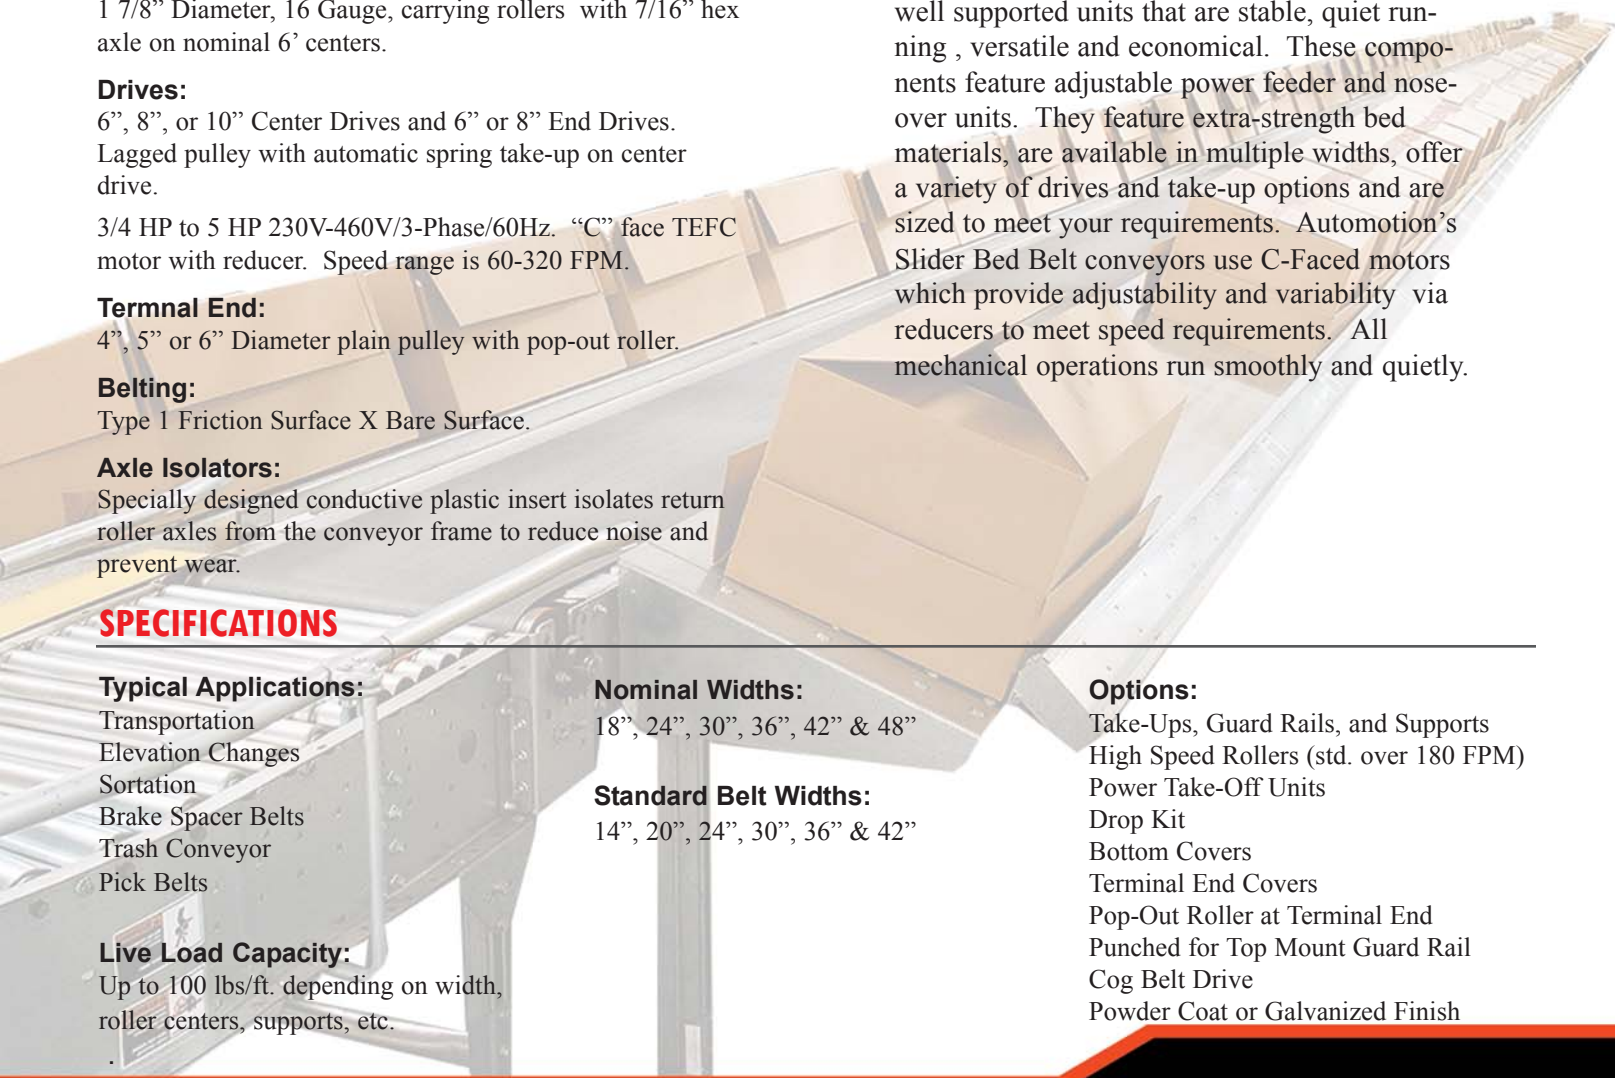 1 7/8” Diameter, 16 Gauge, carrying rollers  with 7/16” hex
axle on nominal 6’ centers.
Drives:
6”, 8”, or 10” Center Drives and 6” or 8” End Drives.
Lagged pulley with automatic spring take-up on center
drive.
3/4 HP to 5 HP 230V-460V/3-Phase/60Hz.  “C” face TEFC
motor with reducer.  Speed range is 60-320 FPM.
Termnal End:
4”, 5” or 6” Diameter plain pulley with pop-out roller.
Belting:
Type 1 Friction Surface X Bare Surface.
Axle Isolators:
Specially designed conductive plastic insert isolates return
roller axles from the conveyor frame to reduce noise and
prevent wear.
well supported units that are stable, quiet run-
ning , versatile and economical.  These compo-
nents feature adjustable power feeder and nose-
over units.  They feature extra-strength bed
materials, are available in multiple widths, offer
a variety of drives and take-up options and are
sized to meet your requirements.  Automotion’s
Slider Bed Belt conveyors use C-Faced motors
which provide adjustability and variability  via
reducers to meet speed requirements.  All
mechanical operations run smoothly and quietly.
SPECIFICATIONS
Typical Applications:
Transportation
Elevation Changes
Sortation
Brake Spacer Belts
Trash Conveyor
Pick Belts
Live Load Capacity:
Up to 100 lbs/ft. depending on width,
roller centers, supports, etc.
.
Nominal Widths:
18”, 24”, 30”, 36”, 42” & 48”
Standard Belt Widths:
14”, 20”, 24”, 30”, 36” & 42”
Options:
Take-Ups, Guard Rails, and Supports
High Speed Rollers (std. over 180 FPM)
Power Take-Off Units
Drop Kit
Bottom Covers
Terminal End Covers
Pop-Out Roller at Terminal End
Punched for Top Mount Guard Rail
Cog Belt Drive
Powder Coat or Galvanized Finish